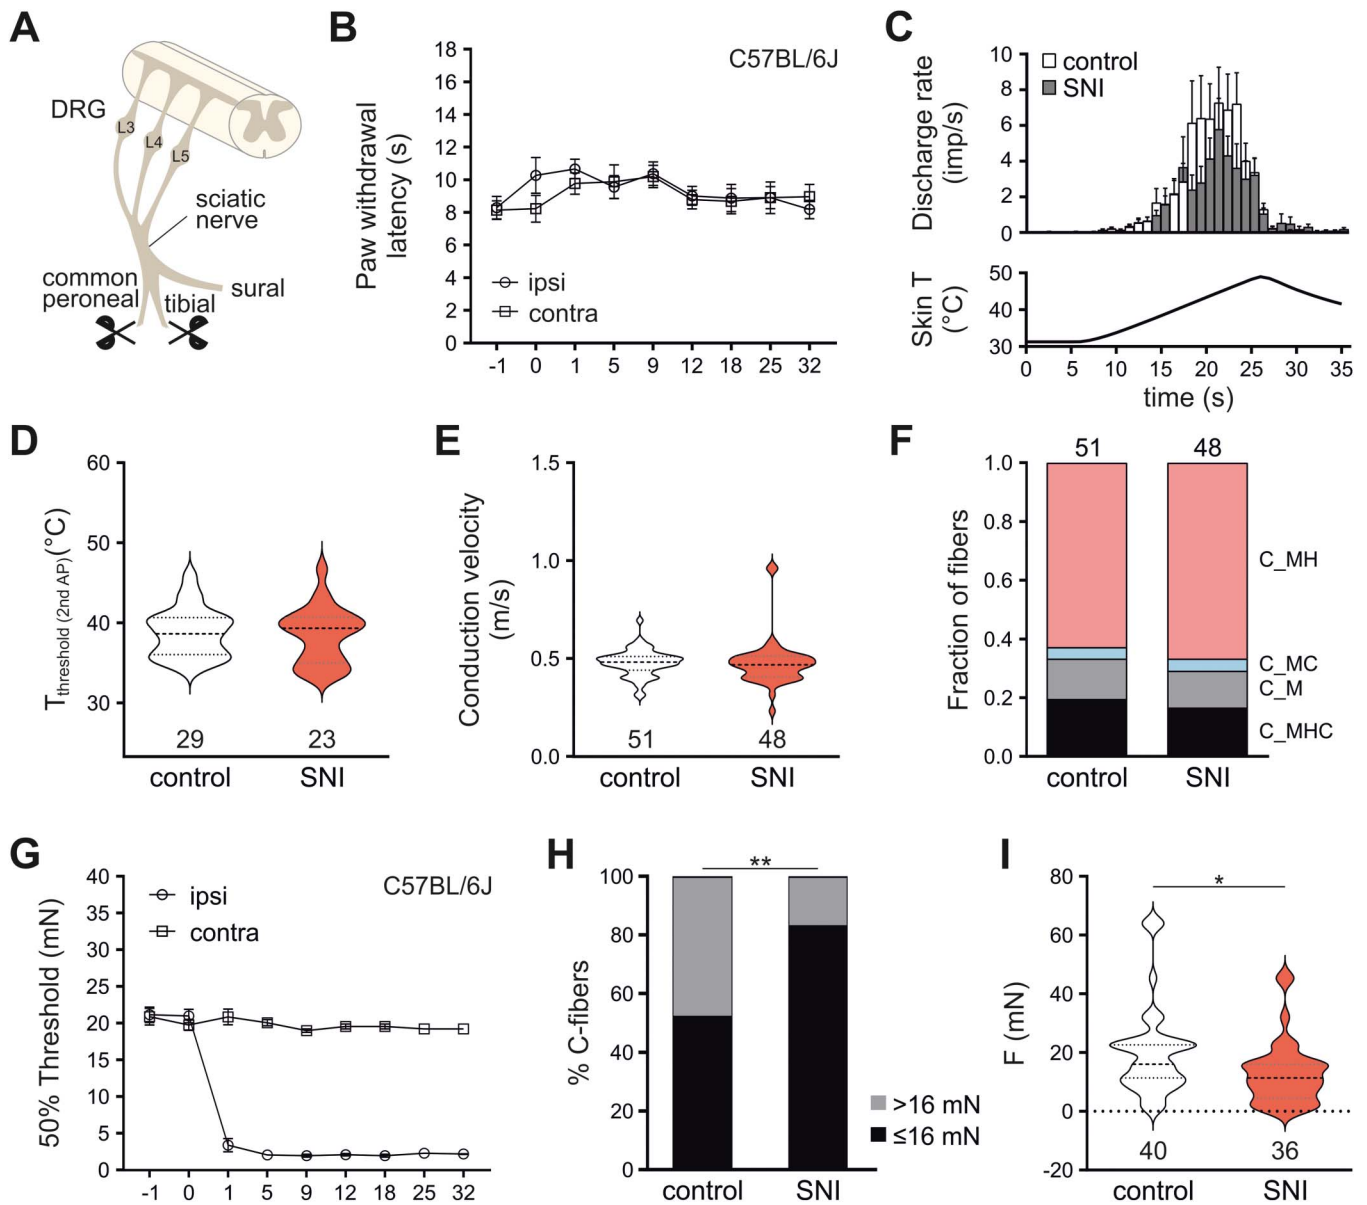 A
DRG
L3
L4
L5
sciatic
nerve
common
peroneal
tibial
sural
B
C57BL/6J
Paw withdrawal
latency (s)
18
16
14
12
10
8
6
4
2
0
ipsi
contra
-1 0 1 5 9 12 18 25 32
C
control
SNI
Discharge rate
(imp/s)
10
8
6
4
2
0
Skin T
(°C)
50
40
30
0 5 10 15 20 25 30 35
time (s)
D
Tthreshold (2nd AP)(°C)
60
50
40
30
29 23
control SNI
E
Conduction velocity
(m/s)
1.5
1.0
0.5
0.0
51 48
control SNI
F
51 48
Fraction of fibers
1.0
0.8
0.6
0.4
0.2
0.0
C_MH
C_MC
C_M
C_MHC
control SNI
G
C57BL/6J
ipsi
contra
50% Threshold (mN)
40
35
30
25
20
15
10
5
0
-1 0 1 5 9 12 18 25 32
H
**
% C-fibers
100
80
60
40
20
0
>16 mN
≤16 mN
control SNI
I
*
F (mN)
80
60
40
20
0
-20
40 36
control SNI